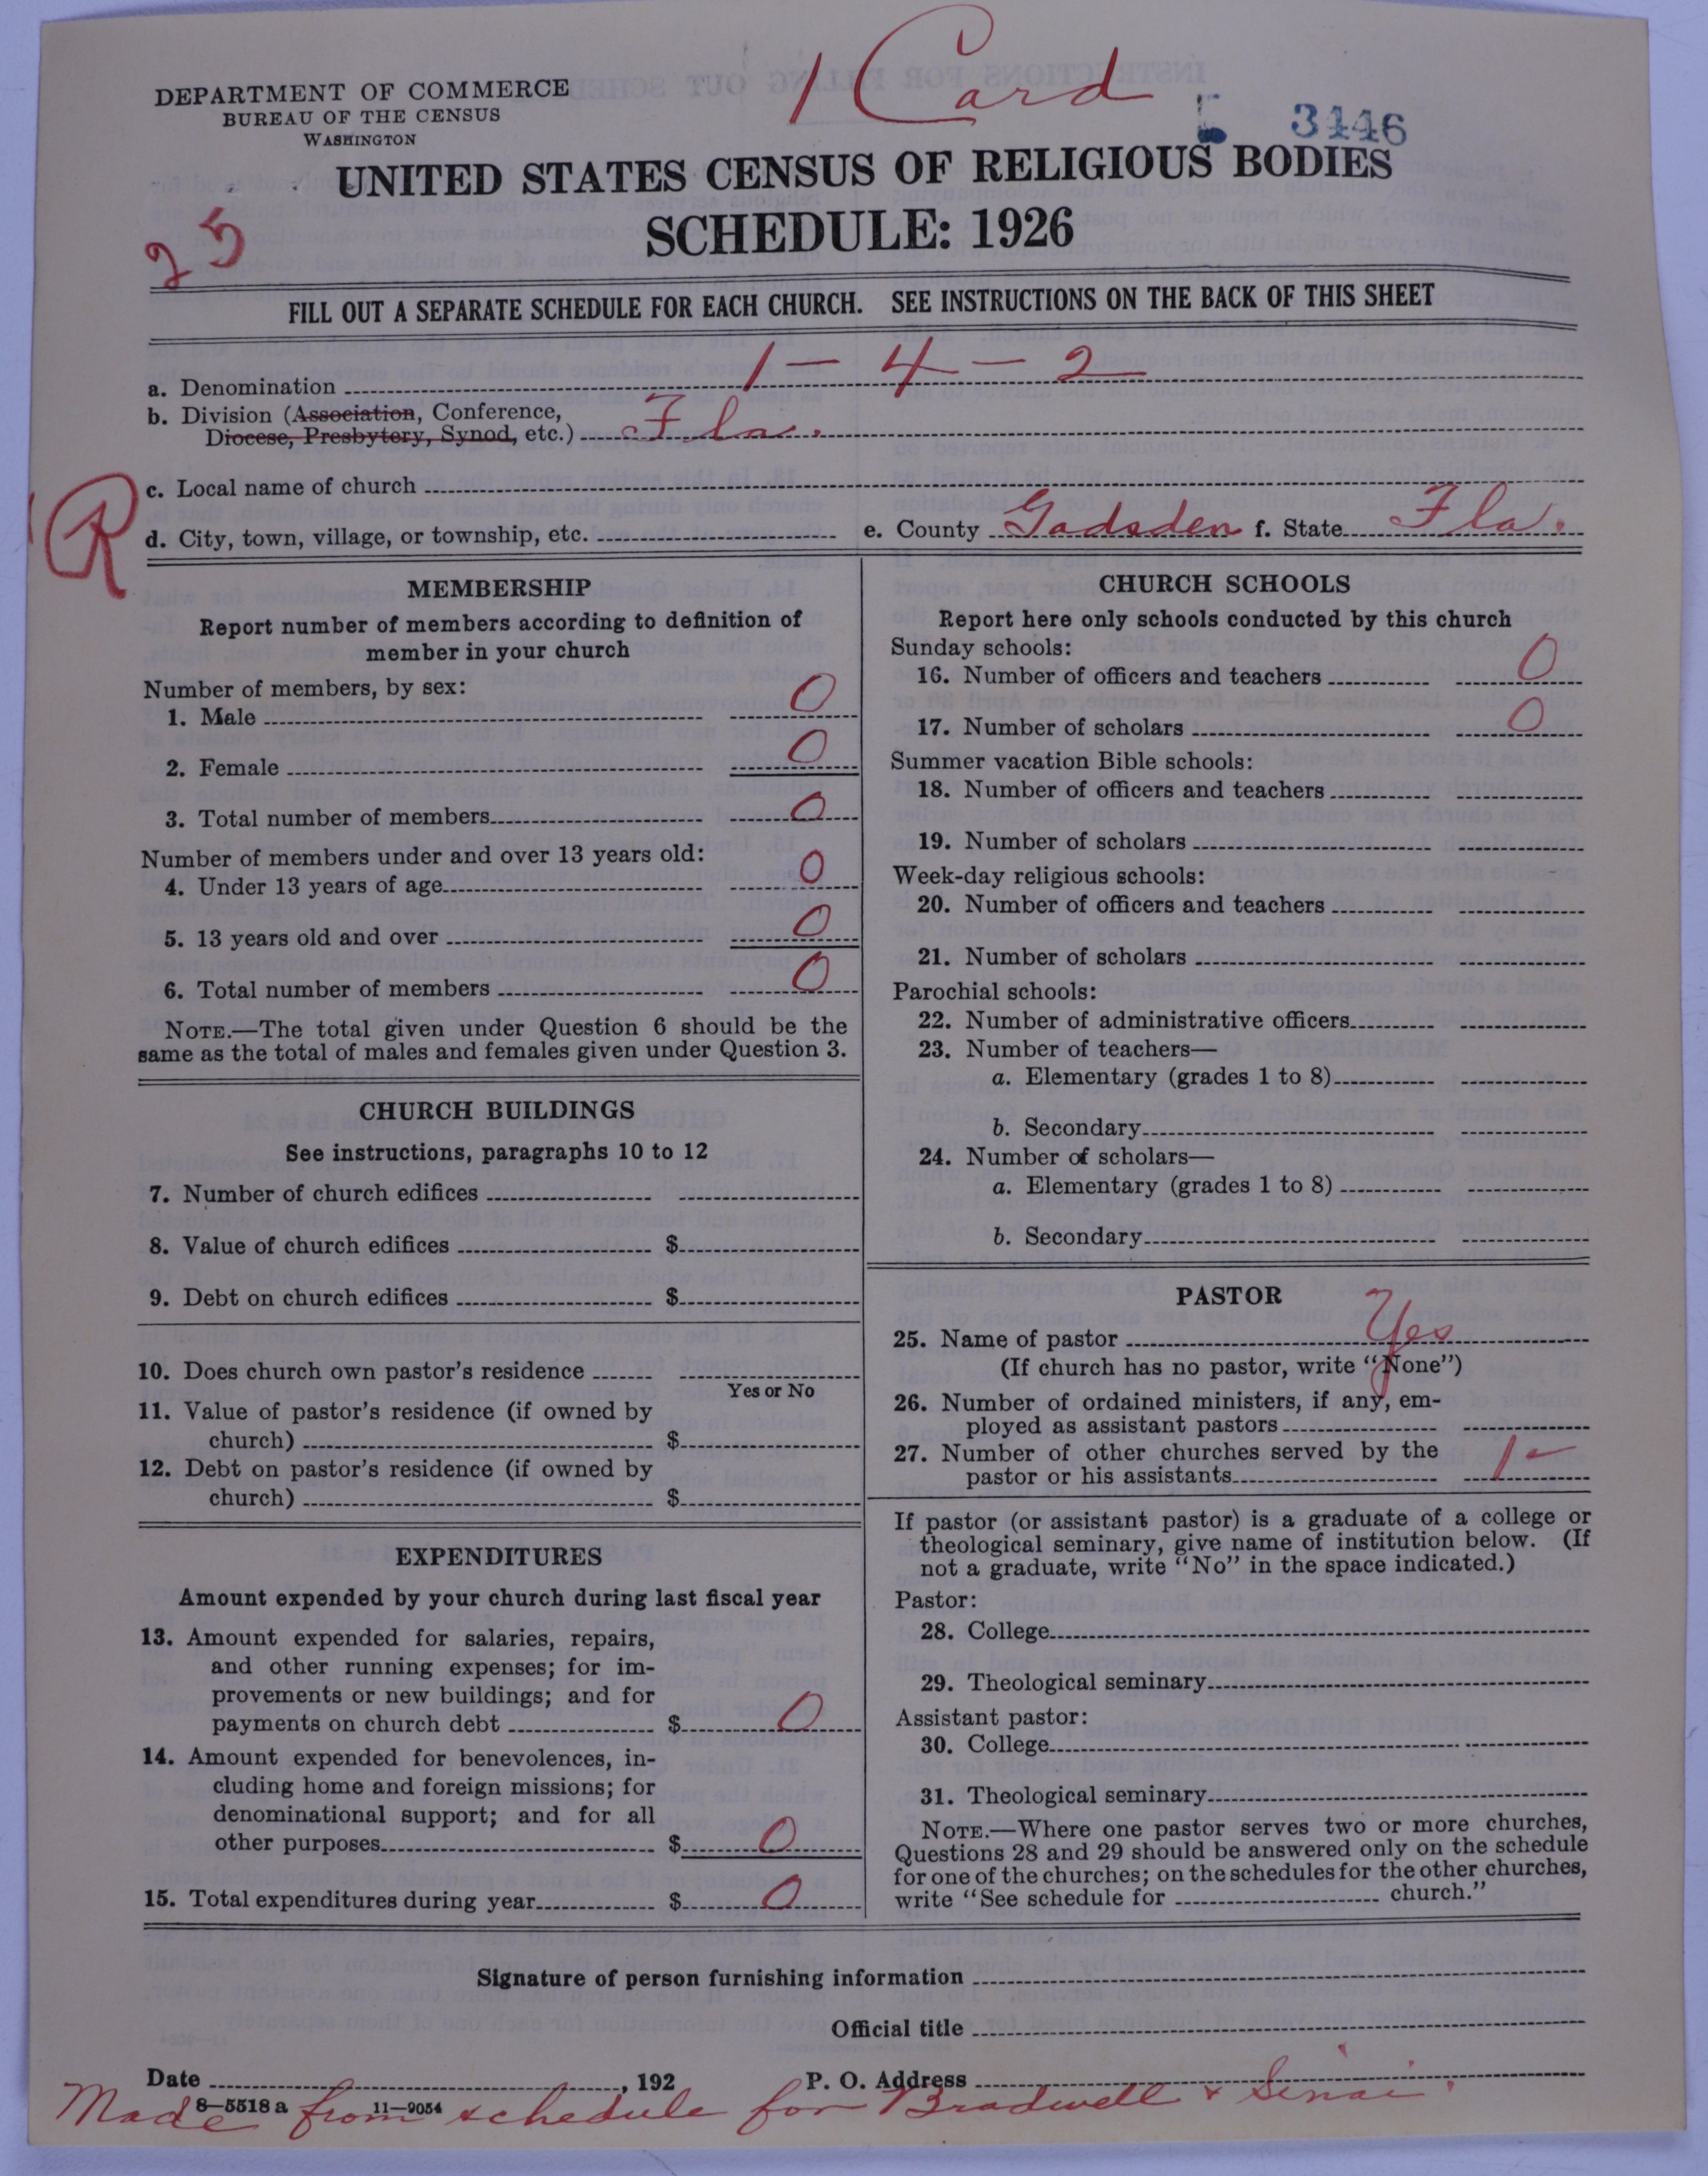 1 Card
DEPARTMENT OF COMMERCE
BUREAU OF THE CENSUS
WASHINGTON
3446
UNITED STATES CENSUS OF RELIGIOUS BODIES
SCHEDULE: 1926
25
FILL OUT A SEPARATE SCHEDULE FOR EACH CHURCH. SEE INSTRUCTIONS ON THE BACK OF THIS SHEET
a. Denomination 1 - 4 - 2
b. Division (Association, Conference,
Diocese, Presbytery, Synod, etc.) Fla.
R
c. Local name of church
d. City, town, village, or township, etc. e. County Gadsden f. State Fla.
MEMBERSHIP
Report number of members according to definition of
member in your church
Number of members, by sex:
1. Male 0
2. Female 0
3. Total number of members 0
Number of members under and over 13 years old:
4. Under 13 years of age 0
5. 13 years old and over 0
6. Total number of members 0
NOTE.—The total given under Question 6 should be the
same as the total of males and females given under Question 3.
CHURCH BUILDINGS
See instructions, paragraphs 10 to 12
7. Number of church edifices
8. Value of church edifices $
9. Debt on church edifices $
10. Does church own pastor's residence
Yes or No
11. Value of pastor's residence (if owned by
church) $
12. Debt on pastor's residence (if owned by
church) $
EXPENDITURES
Amount expended by your church during last fiscal year
13. Amount expended for salaries, repairs,
and other running expenses; for im-
provements or new buildings; and for
payments on church debt $ 0
14. Amount expended for benevolences, in-
cluding home and foreign missions; for
denominational support; and for all
other purposes $ 0
15. Total expenditures during year $ 0
CHURCH SCHOOLS
Report here only schools conducted by this church
Sunday schools:
16. Number of officers and teachers 0
17. Number of scholars 0
Summer vacation Bible schools:
18. Number of officers and teachers
19. Number of scholars
Week-day religious schools:
20. Number of officers and teachers
21. Number of scholars
Parochial schools:
22. Number of administrative officers
23. Number of teachers—
a. Elementary (grades 1 to 8)
b. Secondary
24. Number of scholars—
a. Elementary (grades 1 to 8)
b. Secondary
PASTOR
25. Name of pastor Yes
(If church has no pastor, write "None")
26. Number of ordained ministers, if any, em-
ployed as assistant pastors
27. Number of other churches served by the
pastor or his assistants 1-
If pastor (or assistant pastor) is a graduate of a college or
theological seminary, give name of institution below. (If
not a graduate, write "No" in the space indicated.)
Pastor:
28. College
29. Theological seminary
Assistant pastor:
30. College
31. Theological seminary
NOTE.—Where one pastor serves two or more churches,
Questions 28 and 29 should be answered only on the schedule
for one of the churches; on the schedules for the other churches,
write "See schedule for church."
Signature of person furnishing information
Official title
Date , 192 P. O. Address
8-5518 a 11-9054
Made from schedule for Bradwell & Sinai.